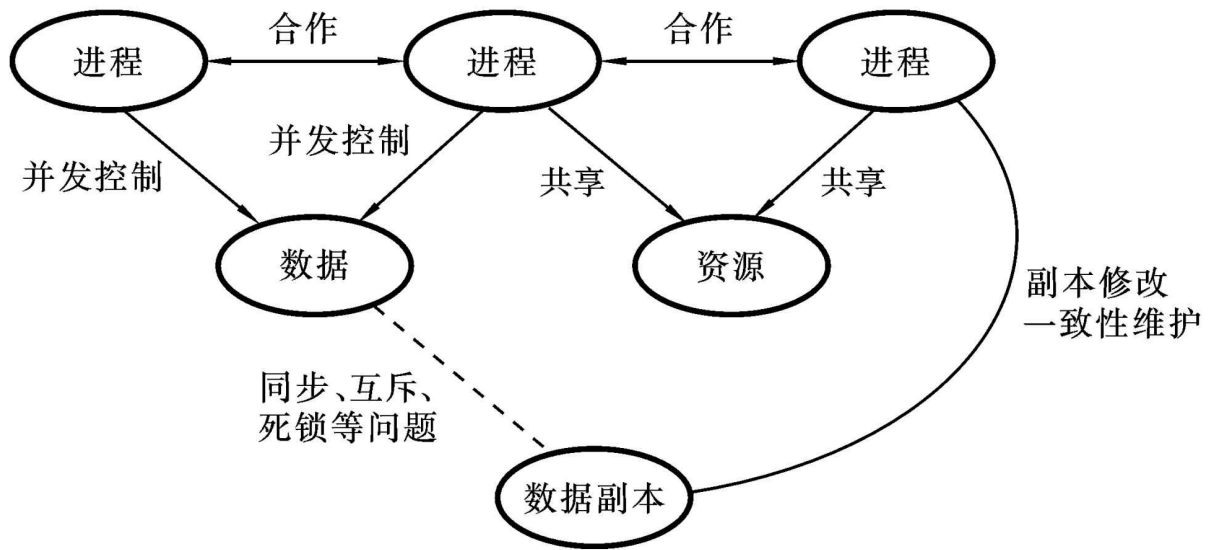 合作
合作
进程
进程
进程
并发控制
并发控制
共享
共享
数据
资源
副本修改
一致性维护
同步、互斥、
死锁等问题
数据副本